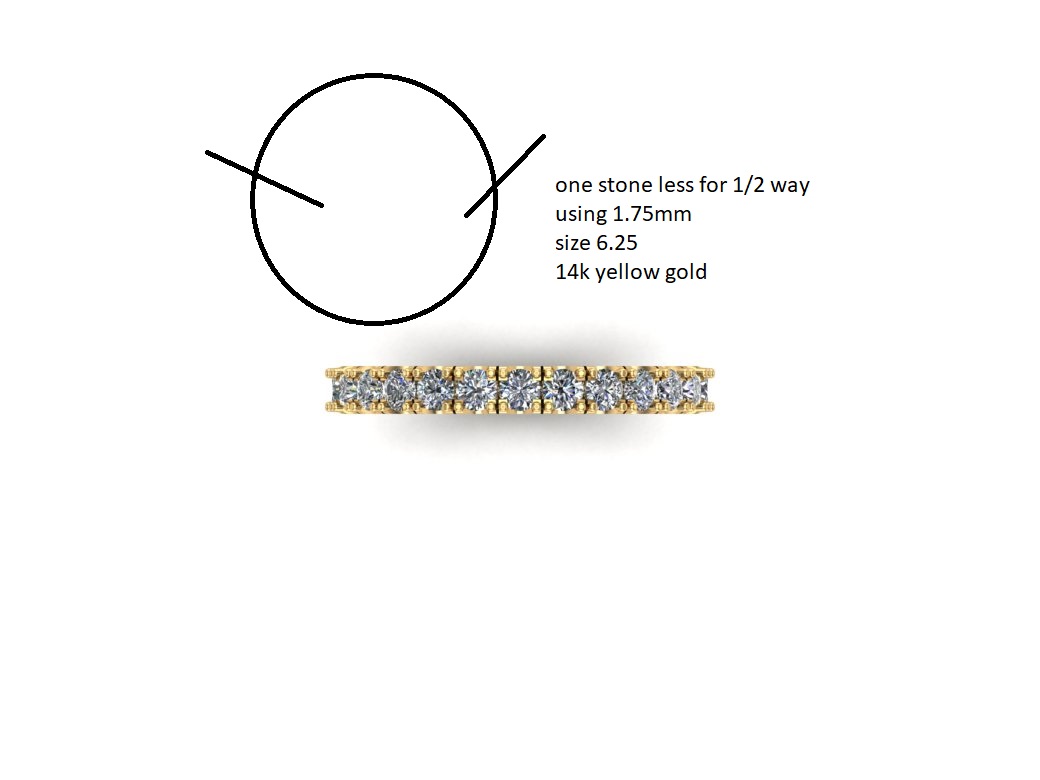 one stone less for 1/2 way
using 1.75mm
size 6.25
14k yellow gold